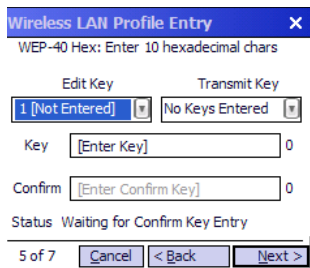 Wireless LAN Profile Entry X
WEP-40 Hex: Enter 10 hexadecimal chars
Edit Key Transmit Key
1 [Not Entered] No Keys Entered
Key [Enter Key] 0
Confirm [Enter Confirm Key] 0
Status Waiting for Confirm Key Entry
5 of 7 Cancel < Back Next >